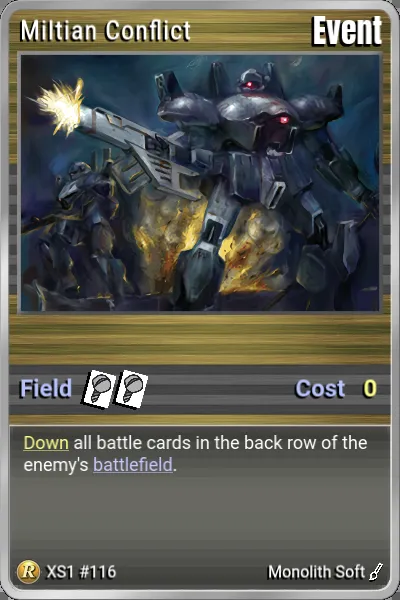 Miltian Conflict Event
Field Cost 0
Down all battle cards in the back row of the
enemy's battlefield.
R XS1 #116 Monolith Soft